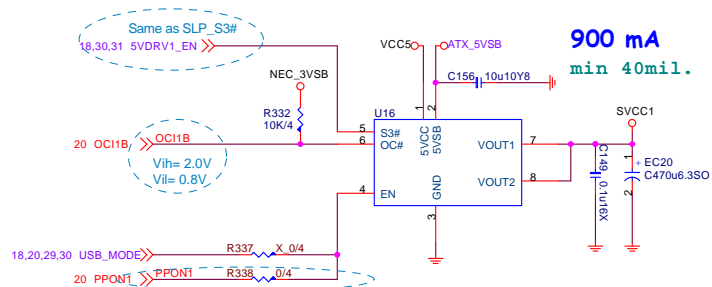 Same as SLP_S3#
18,30,31 5VDRV1_EN
VCC5
ATX_5VSB
900 mA
min 40mil.
C156 10u10Y8
NEC_3VSB
R332
10K/4
U16
1
2
5VCC
5VSB
SVCC1
20 OCI1B
OCI1B
5
6
S3#
OC#
VOUT1
7
Vih= 2.0V
Vil= 0.8V
4
EN
GND
VOUT2
8
3
C149
0.1u16X
1
+
2
EC20
C470u6.3SO
18,20,29,30 USB_MODE
R337
X_0/4
20 PPON1
PPON1
R338
0/4